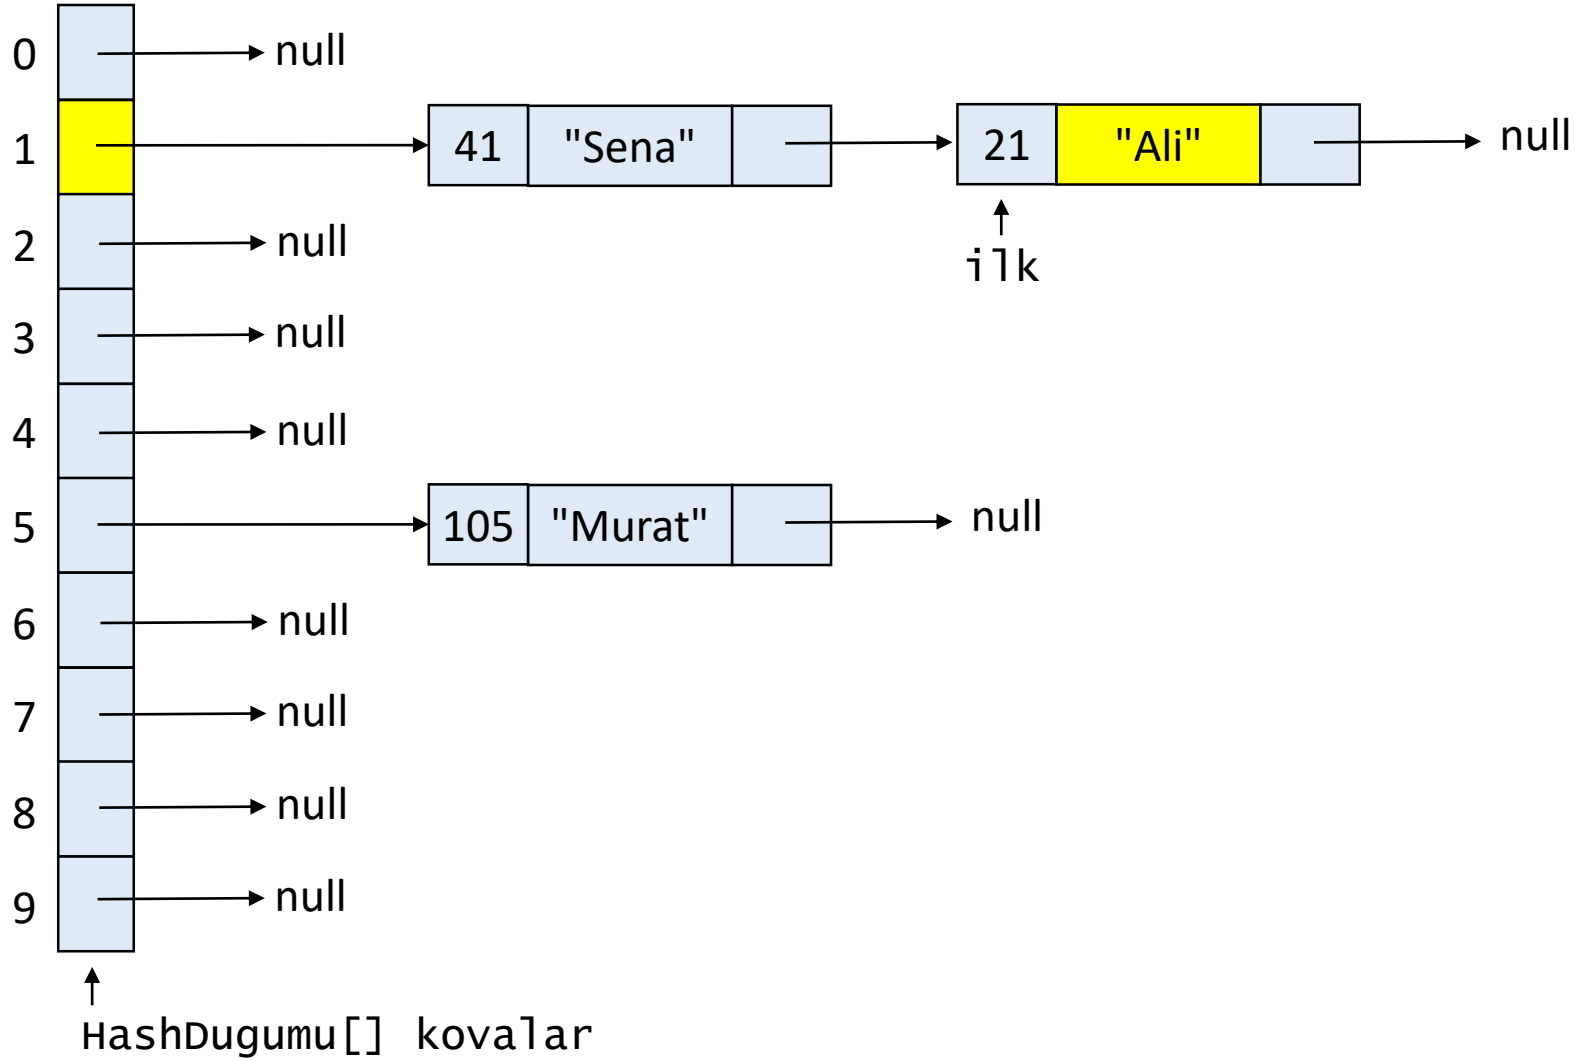 0 null
1 41 "Sena" 21 "Ali" null
ilk
2 null
3 null
4 null
5 105 "Murat" null
6 null
7 null
8 null
9 null
HashDugumu[] kovalar